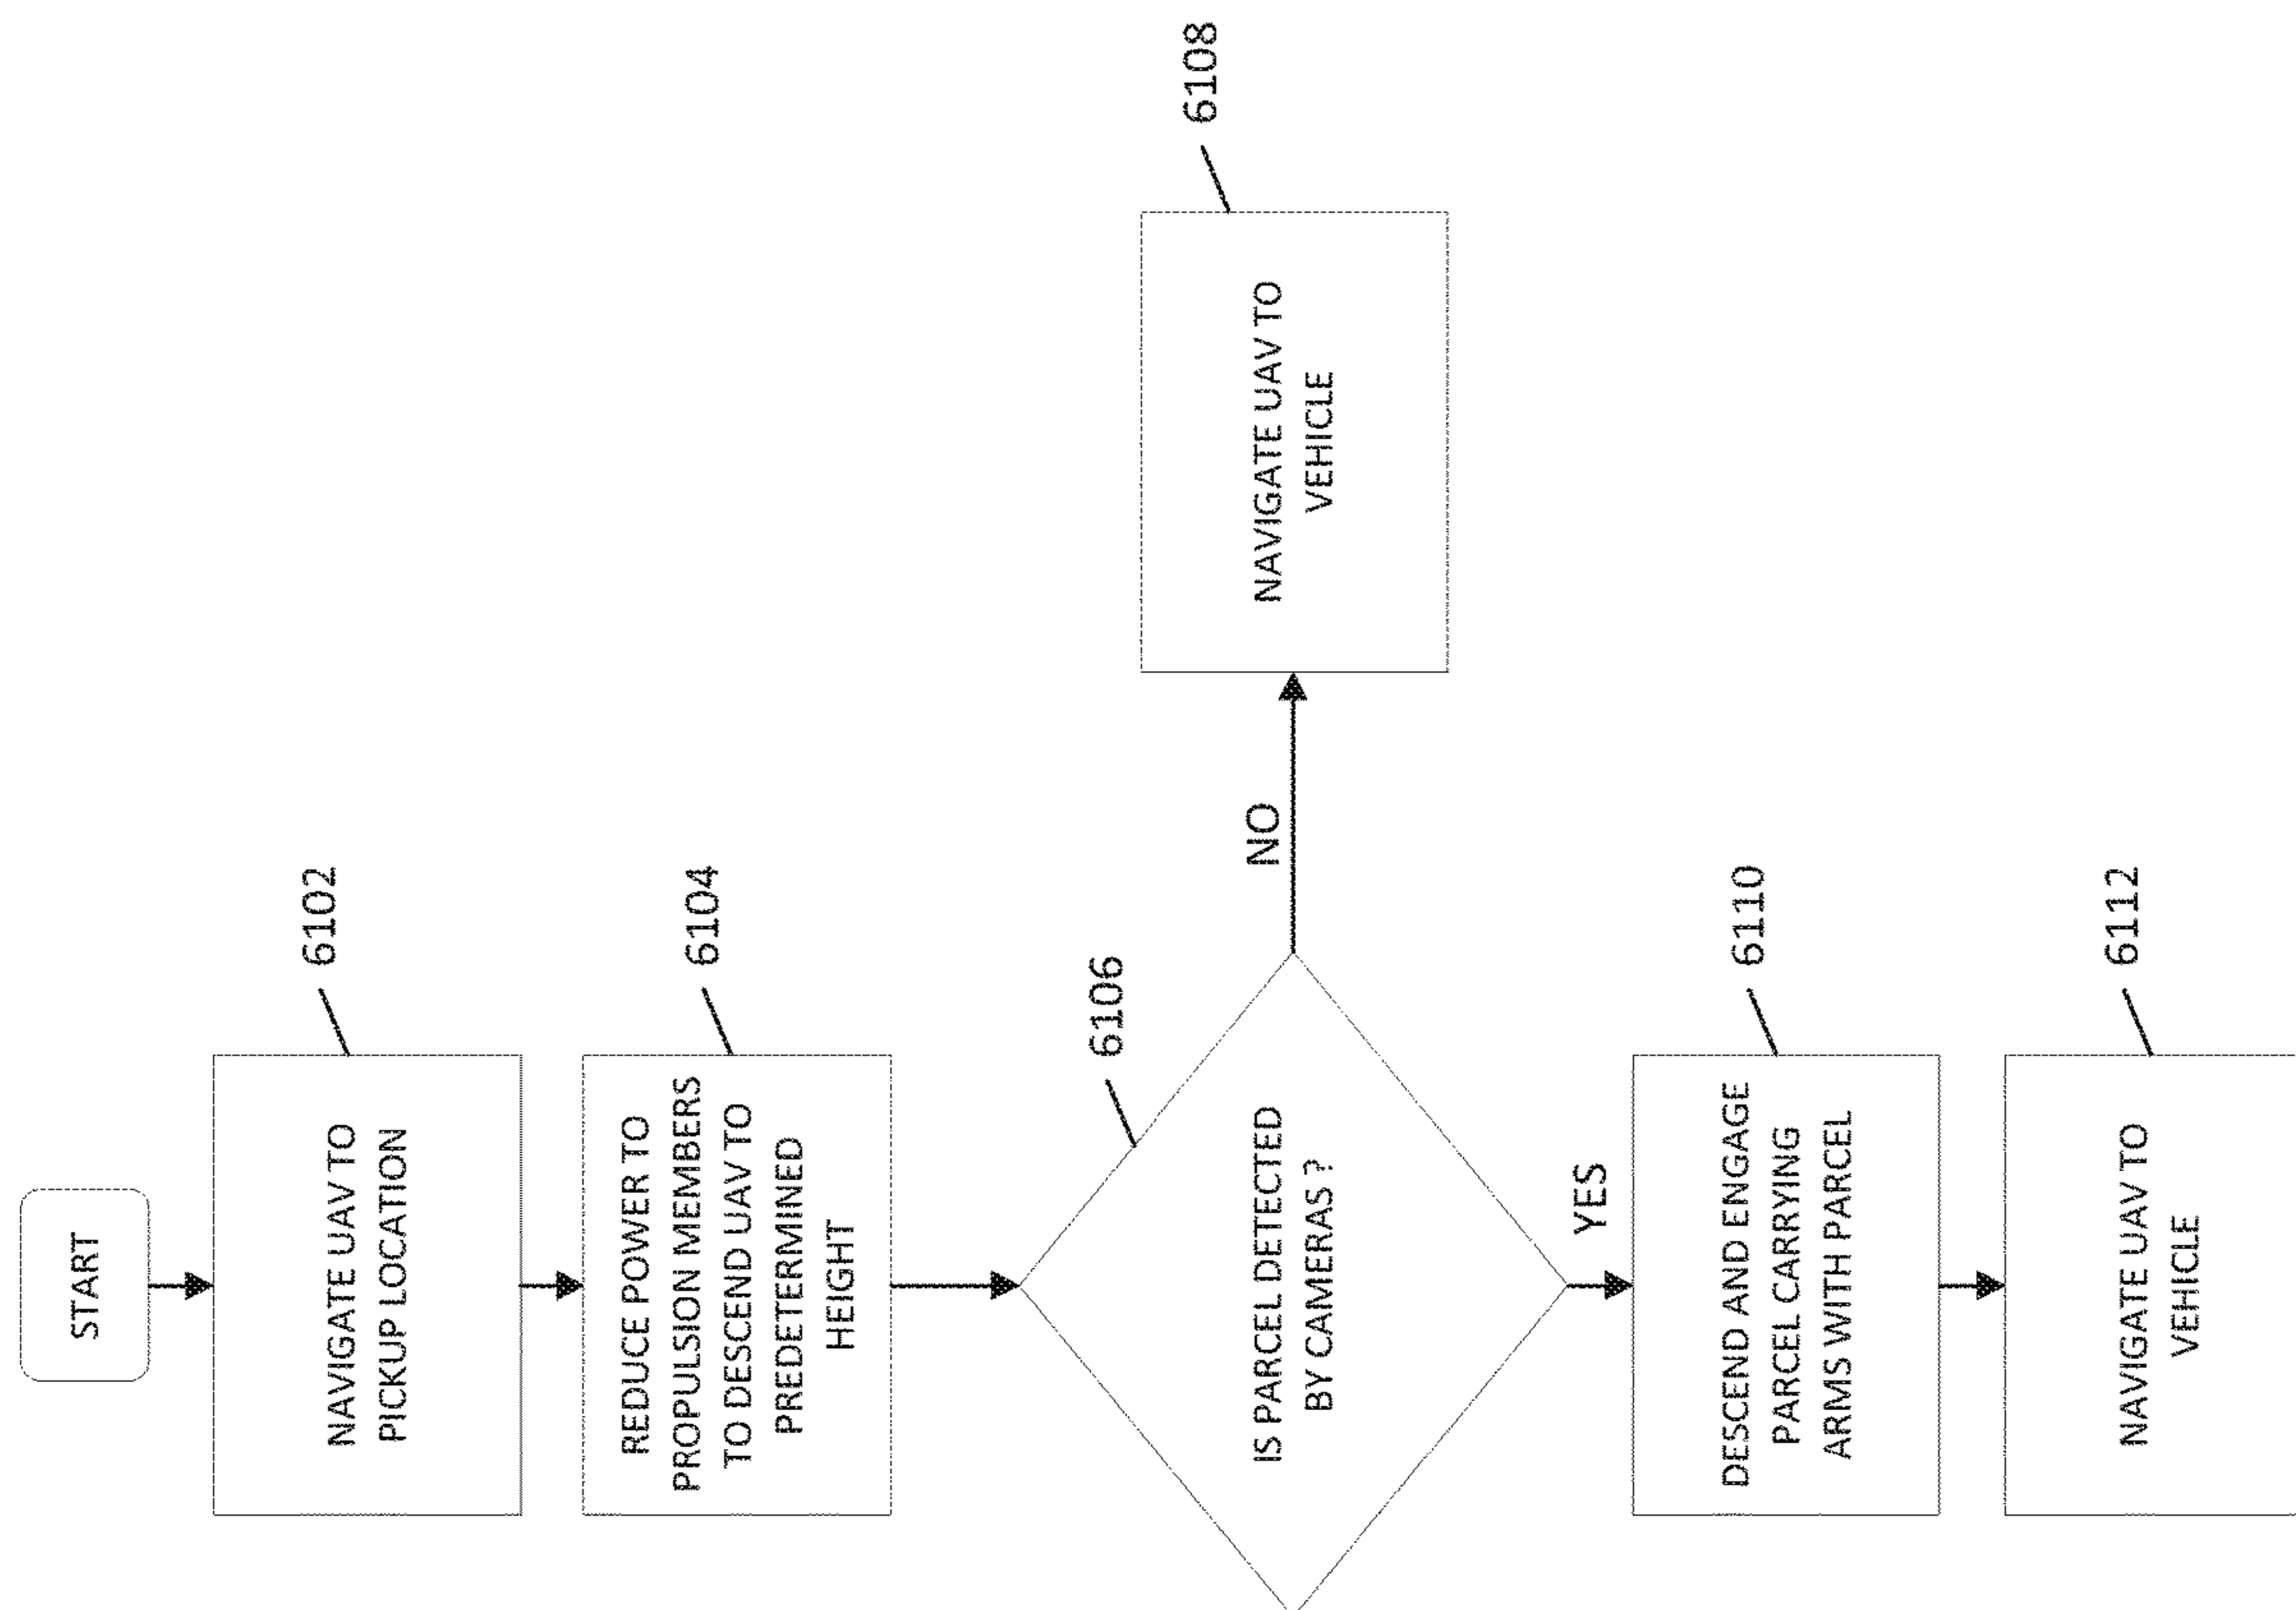 START
6102
NAVIGATE UAV TO
PICKUP LOCATION
6104
REDUCE POWER TO
PROPULSION MEMBERS
TO DESCEND UAV TO
PREDETERMINED
HEIGHT
6106
IS PARCEL DETECTED
BY CAMERAS ?
NO
6108
NAVIGATE UAV TO
VEHICLE
YES
6110
DESCEND AND ENGAGE
PARCEL CARRYING
ARMS WITH PARCEL
6112
NAVIGATE UAV TO
VEHICLE